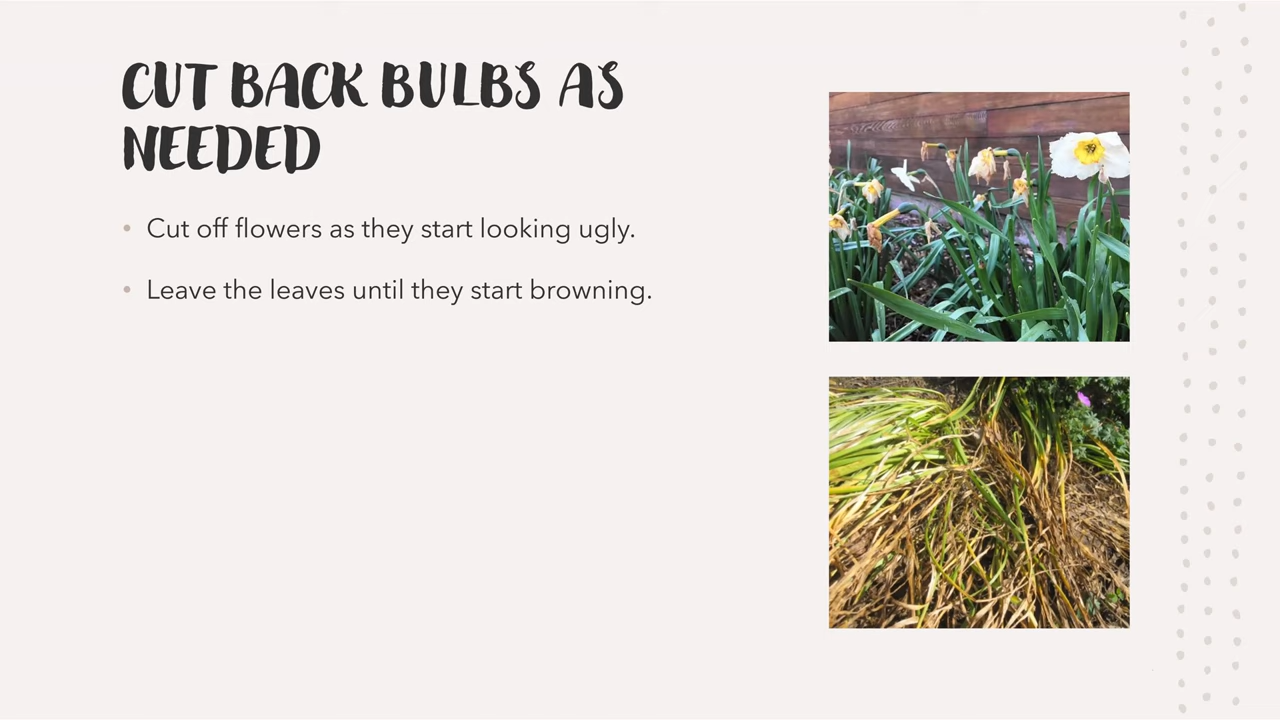 CUT BACK BULBS AS
NEEDED
• Cut off flowers as they start looking ugly.
• Leave the leaves until they start browning.